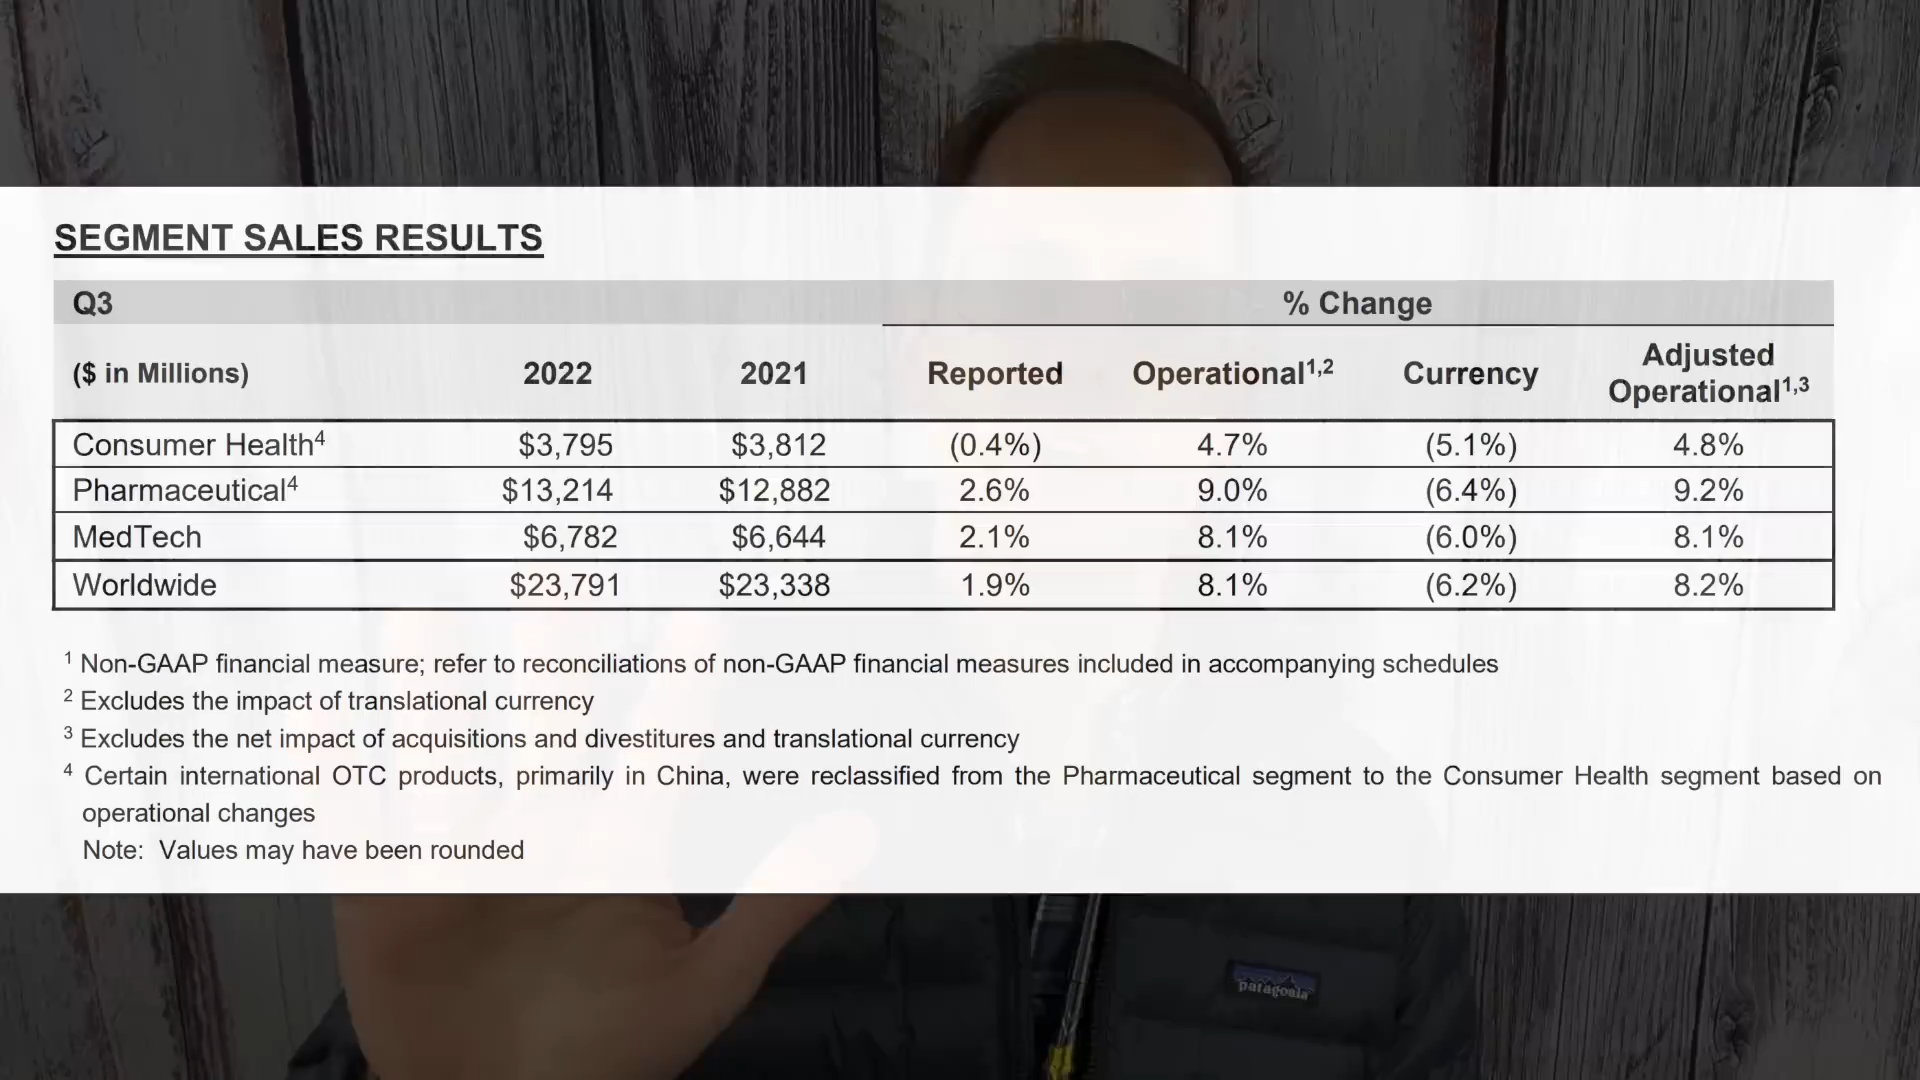 SEGMENT SALES RESULTS
Q3 % Change
($ in Millions) 2022 2021 Reported Operational1,2 Currency Adjusted Operational1,3
Consumer Health4 $3,795 $3,812 (0.4%) 4.7% (5.1%) 4.8%
Pharmaceutical4 $13,214 $12,882 2.6% 9.0% (6.4%) 9.2%
MedTech $6,782 $6,644 2.1% 8.1% (6.0%) 8.1%
Worldwide $23,791 $23,338 1.9% 8.1% (6.2%) 8.2%
1 Non-GAAP financial measure; refer to reconciliations of non-GAAP financial measures included in accompanying schedules
2 Excludes the impact of translational currency
3 Excludes the net impact of acquisitions and divestitures and translational currency
4 Certain international OTC products, primarily in China, were reclassified from the Pharmaceutical segment to the Consumer Health segment based on
operational changes
Note: Values may have been rounded
patagonia